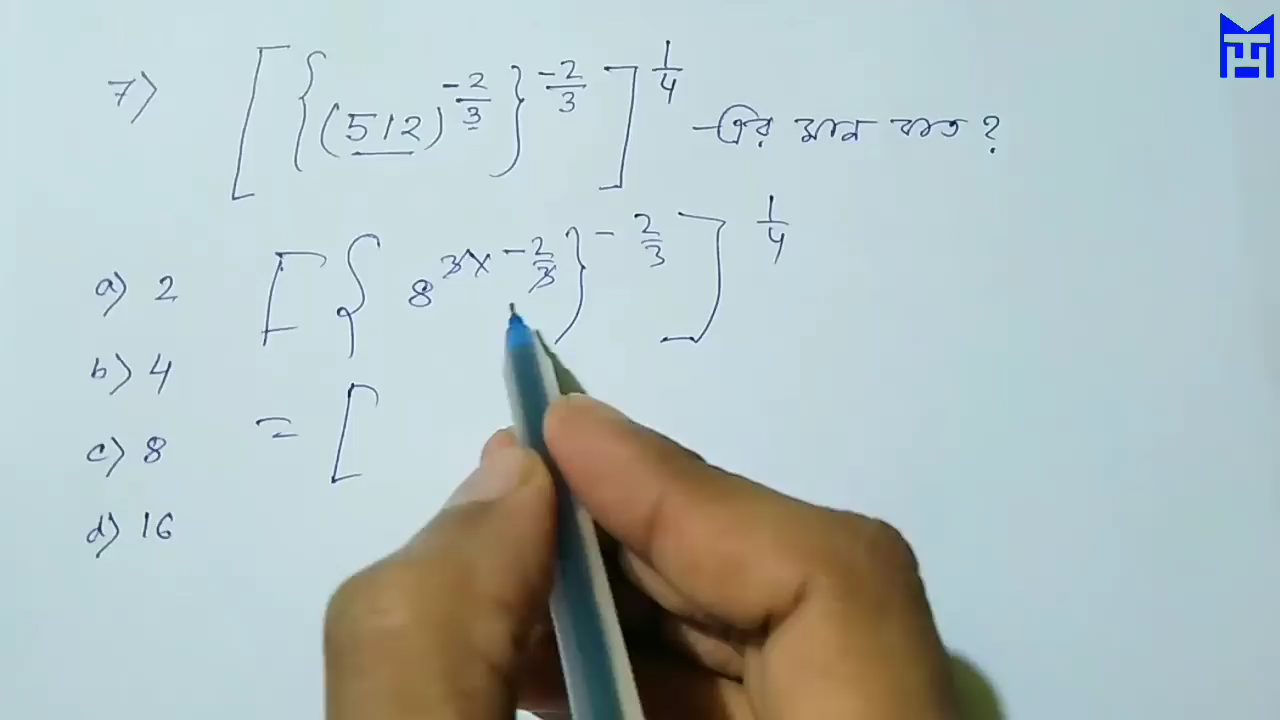 7) [{(512)^{-2/3}}^{-2/3}]^{1/4} -এর মান কত ?
[{8^{3x -2/3}}^{-2/3}]^{1/4}
a) 2
b) 4
= [
c) 8
d) 16